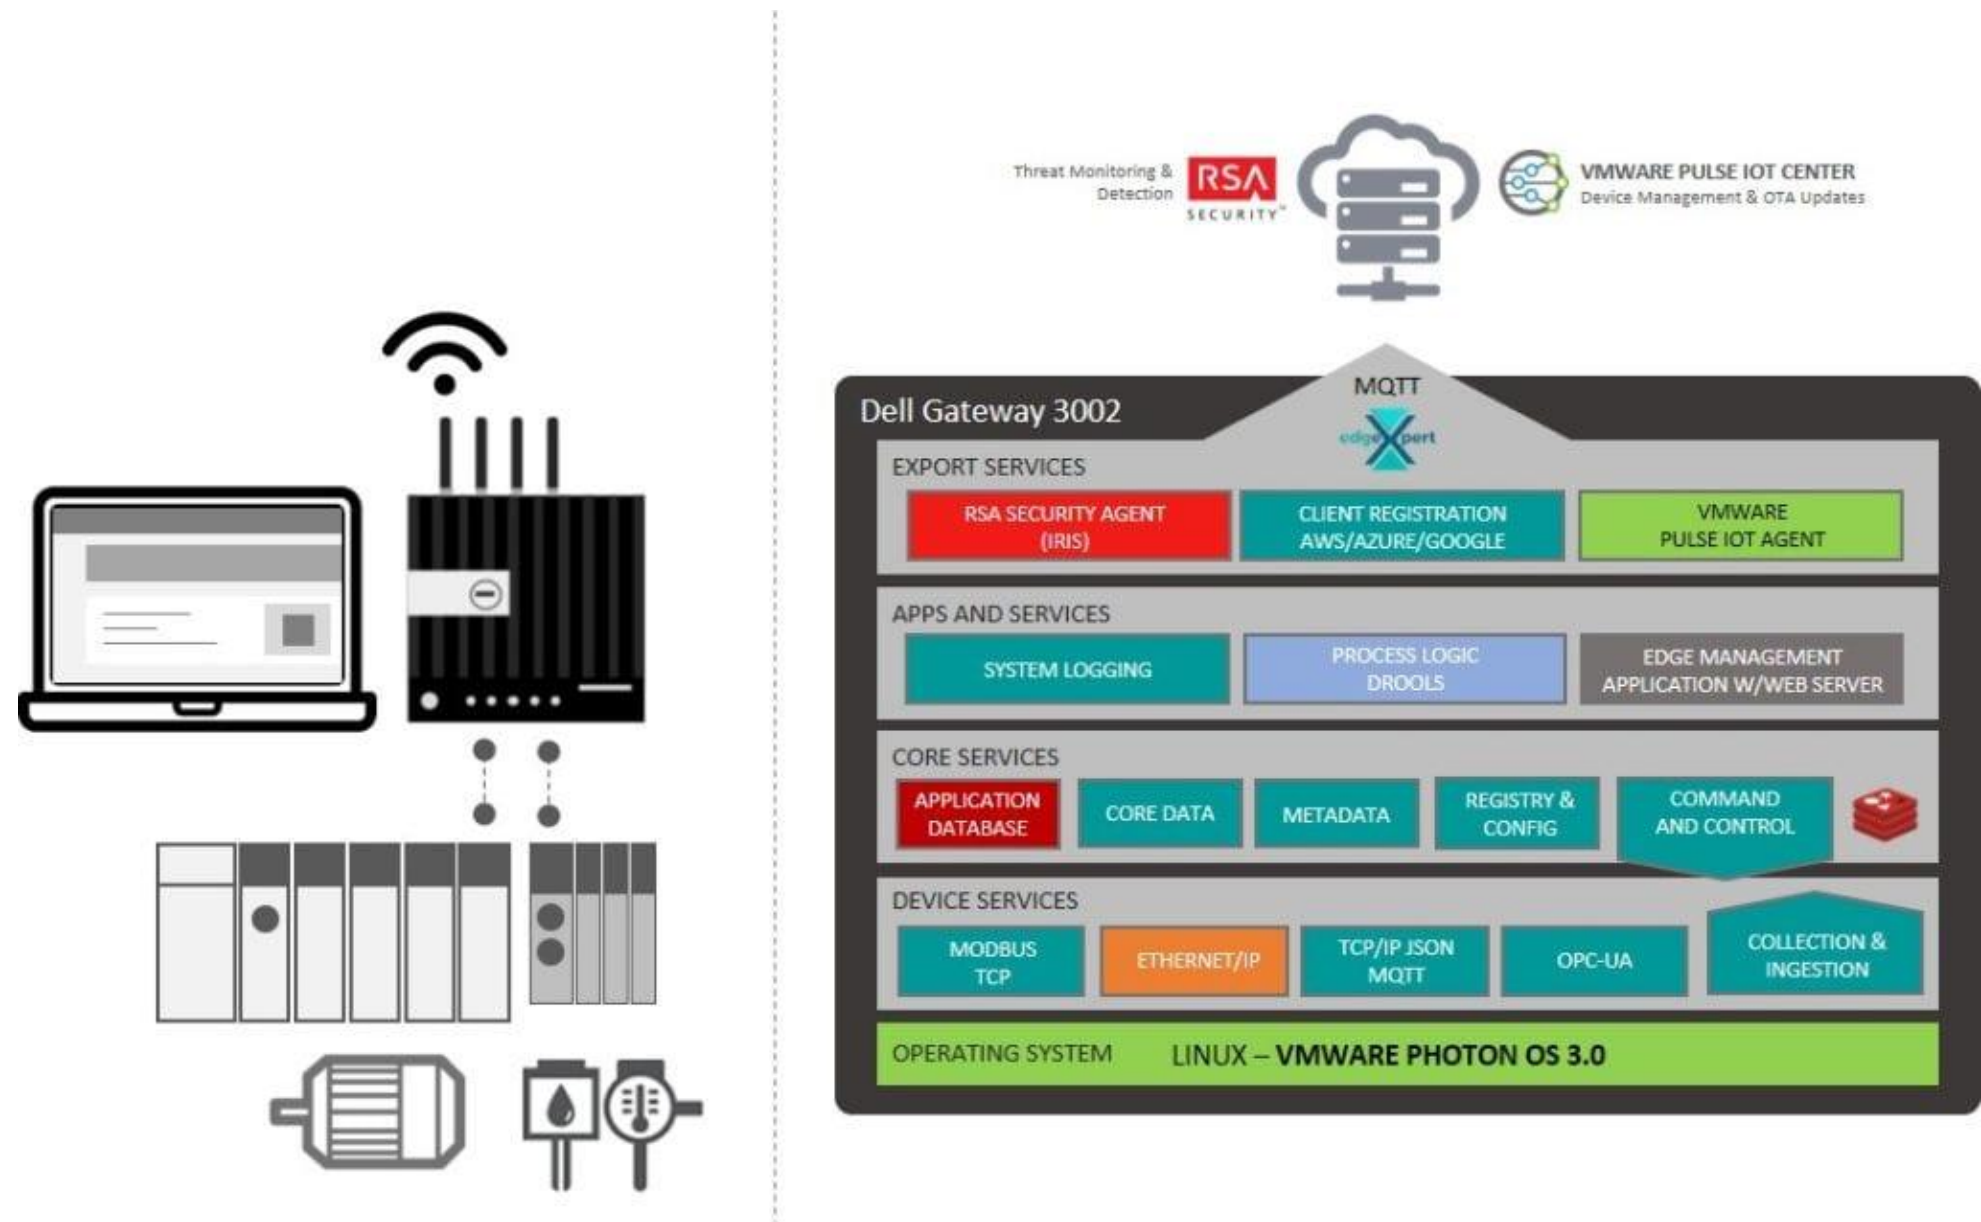 Threat Monitoring &
Detection
RSA
SECURITY™
VMWARE PULSE IOT CENTER
Device Management & OTA Updates
Dell Gateway 3002
MQTT
edgeXpert
EXPORT SERVICES
RSA SECURITY AGENT
(IRIS)
CLIENT REGISTRATION
AWS/AZURE/GOOGLE
VMWARE
PULSE IOT AGENT
APPS AND SERVICES
SYSTEM LOGGING
PROCESS LOGIC
DROOLS
EDGE MANAGEMENT
APPLICATION W/WEB SERVER
CORE SERVICES
APPLICATION
DATABASE
CORE DATA
METADATA
REGISTRY &
CONFIG
COMMAND
AND CONTROL
DEVICE SERVICES
MODBUS
TCP
ETHERNET/IP
TCP/IP JSON
MQTT
OPC-UA
COLLECTION &
INGESTION
OPERATING SYSTEM LINUX – VMWARE PHOTON OS 3.0